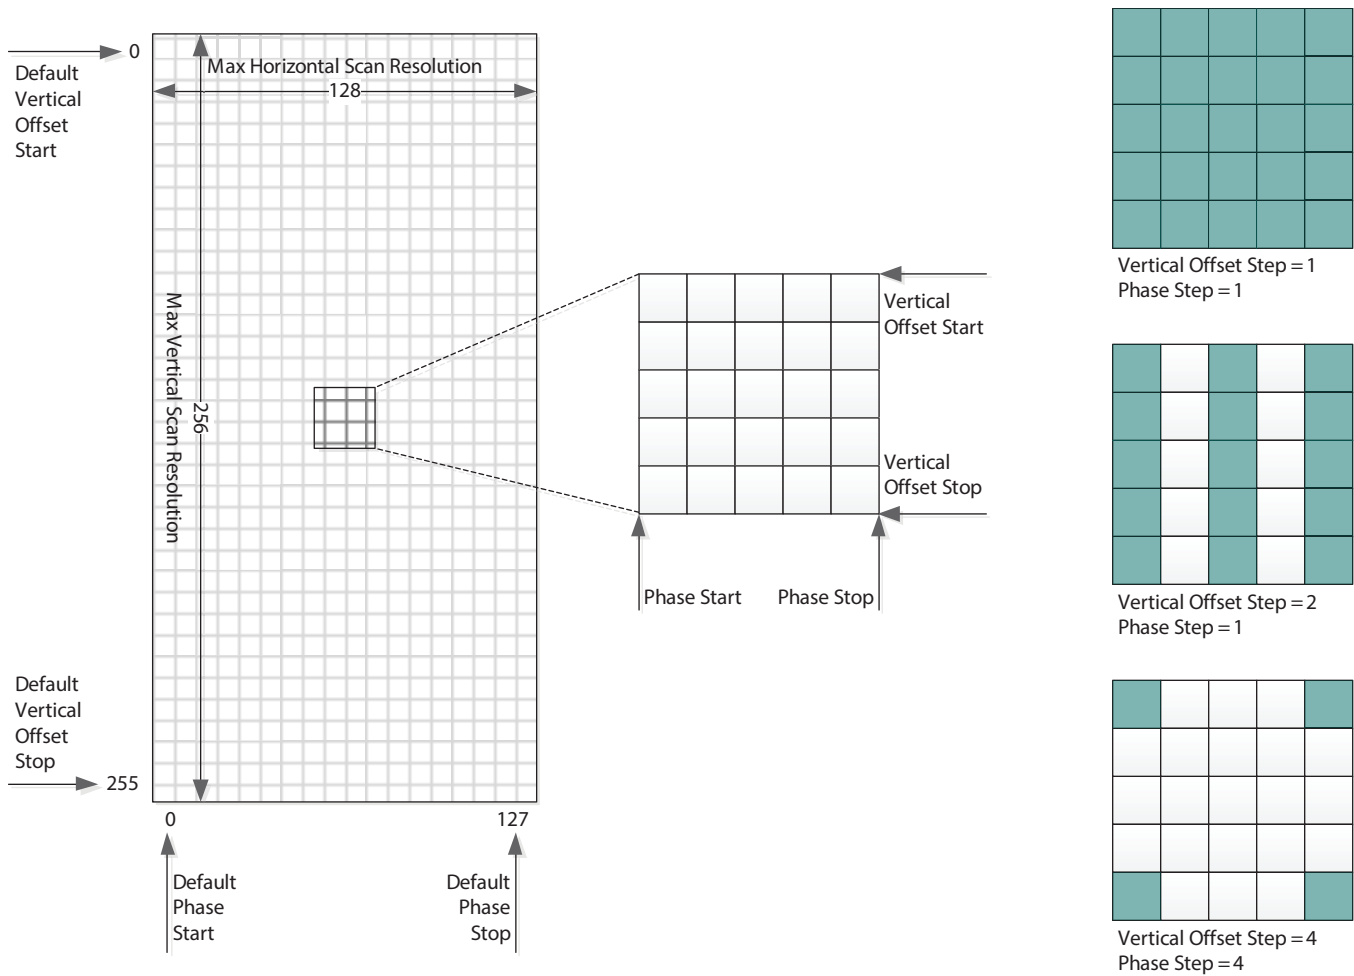 0
Default
Vertical
Offset
Start
Max Horizontal Scan Resolution
128
Max Vertical Scan Resolution
256
Default
Vertical
Offset
Stop
255
0
127
Default
Phase
Start
Default
Phase
Stop
Vertical
Offset Start
Vertical
Offset Stop
Phase Start
Phase Stop
Vertical Offset Step = 1
Phase Step = 1
Vertical Offset Step = 2
Phase Step = 1
Vertical Offset Step = 4
Phase Step = 4